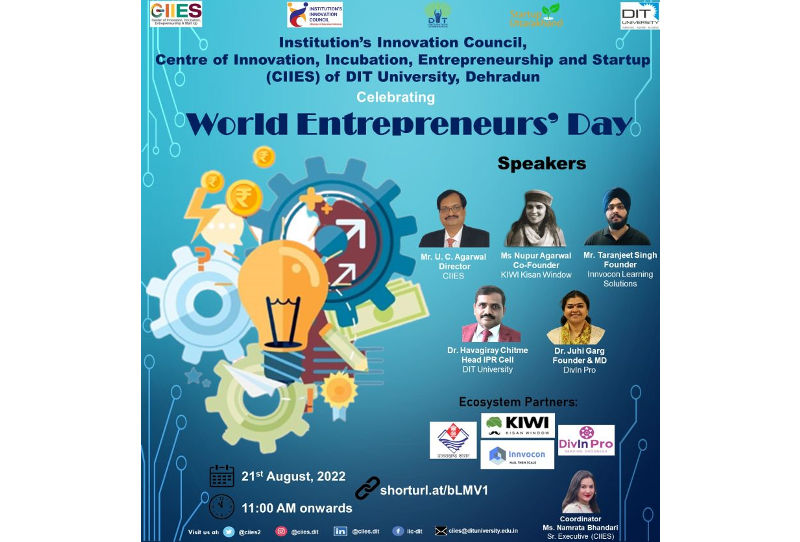 CIIES
INSTITUTION'S
INNOVATION
COUNCIL
DIT
DIT
UNIVERSITY
Institution's Innovation Council,
Centre of Innovation, Incubation, Entrepreneurship and Startup
(CIIES) of DIT University, Dehradun
Celebrating
World Entrepreneurs' Day
Speakers
Mr. U. C. Agarwal
Director
CIIES
Ms Nupur Agarwal
Co-Founder
KIWI Kisan Window
Mr. Taranjeet Singh
Founder
Innvocon Learning
Solutions
Dr. Havagiray Chitme
Head IPR Cell
DIT University
Dr. Juhi Garg
Founder & MD
DivIn Pro
Ecosystem Partners:
KIWI
KISAN WINDOW
Innvocon
DivIn Pro
21st August, 2022
11:00 AM onwards
shorturl.at/bLMV1
Coordinator
Ms. Namrata Bhandari
Sr. Executive (CIIES)
Visit us at: @ciies2 @ciies.dit @ciies.dit iic-dit ciies@dituniversity.edu.in